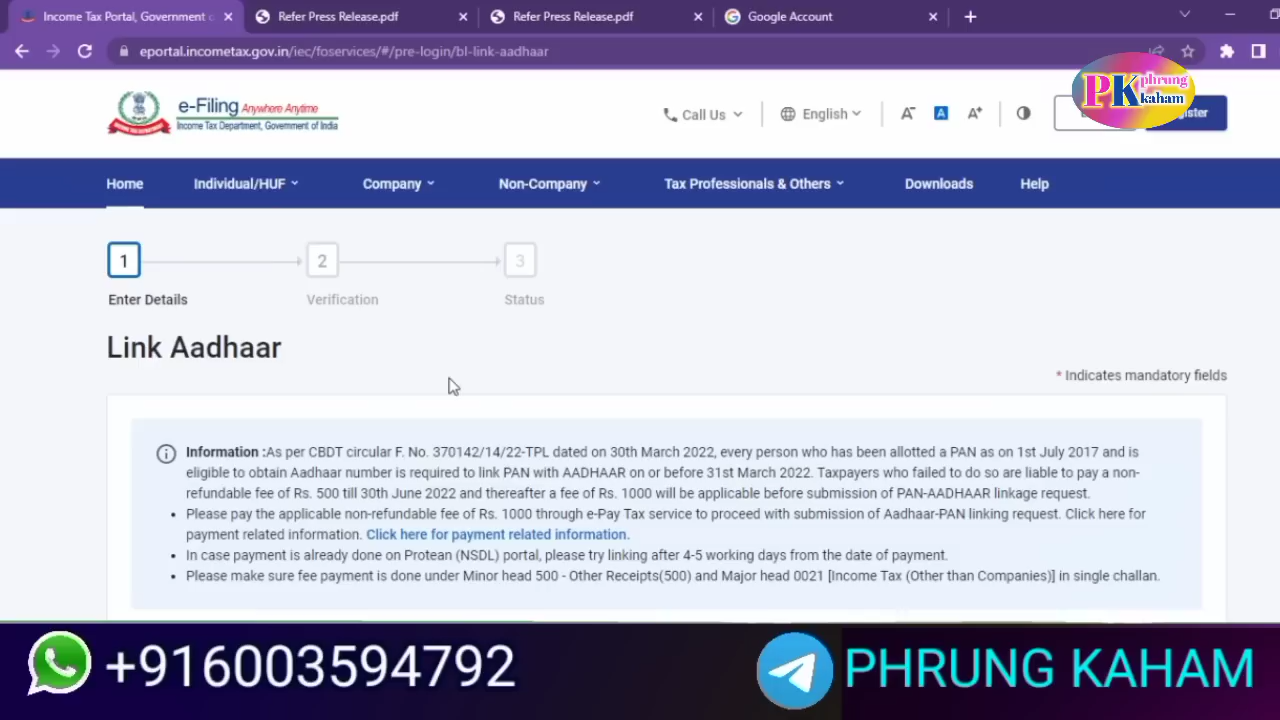 Income Tax Portal, Government o
Refer Press Release.pdf
Refer Press Release.pdf
Google Account
eportal.incometax.gov.in/iec/foservices/#/pre-login/bl-link-aadhaar
PK phrung kaham
e-Filing Anywhere Anytime
Income Tax Department, Government of India
Call Us
English
A-
A
A+
Home
Individual/HUF
Company
Non-Company
Tax Professionals & Others
Downloads
Help
1
2
3
Enter Details
Verification
Status
Link Aadhaar
* Indicates mandatory fields
Information :As per CBDT circular F. No. 370142/14/22-TPL dated on 30th March 2022, every person who has been allotted a PAN as on 1st July 2017 and is
eligible to obtain Aadhaar number is required to link PAN with AADHAAR on or before 31st March 2022. Taxpayers who failed to do so are liable to pay a non-
refundable fee of Rs. 500 till 30th June 2022 and thereafter a fee of Rs. 1000 will be applicable before submission of PAN-AADHAAR linkage request.
• Please pay the applicable non-refundable fee of Rs. 1000 through e-Pay Tax service to proceed with submission of Aadhaar-PAN linking request. Click here for
payment related information. Click here for payment related information.
• In case payment is already done on Protean (NSDL) portal, please try linking after 4-5 working days from the date of payment.
• Please make sure fee payment is done under Minor head 500 - Other Receipts(500) and Major head 0021 [Income Tax (Other than Companies)] in single challan.
+916003594792
PHRUNG KAHAM